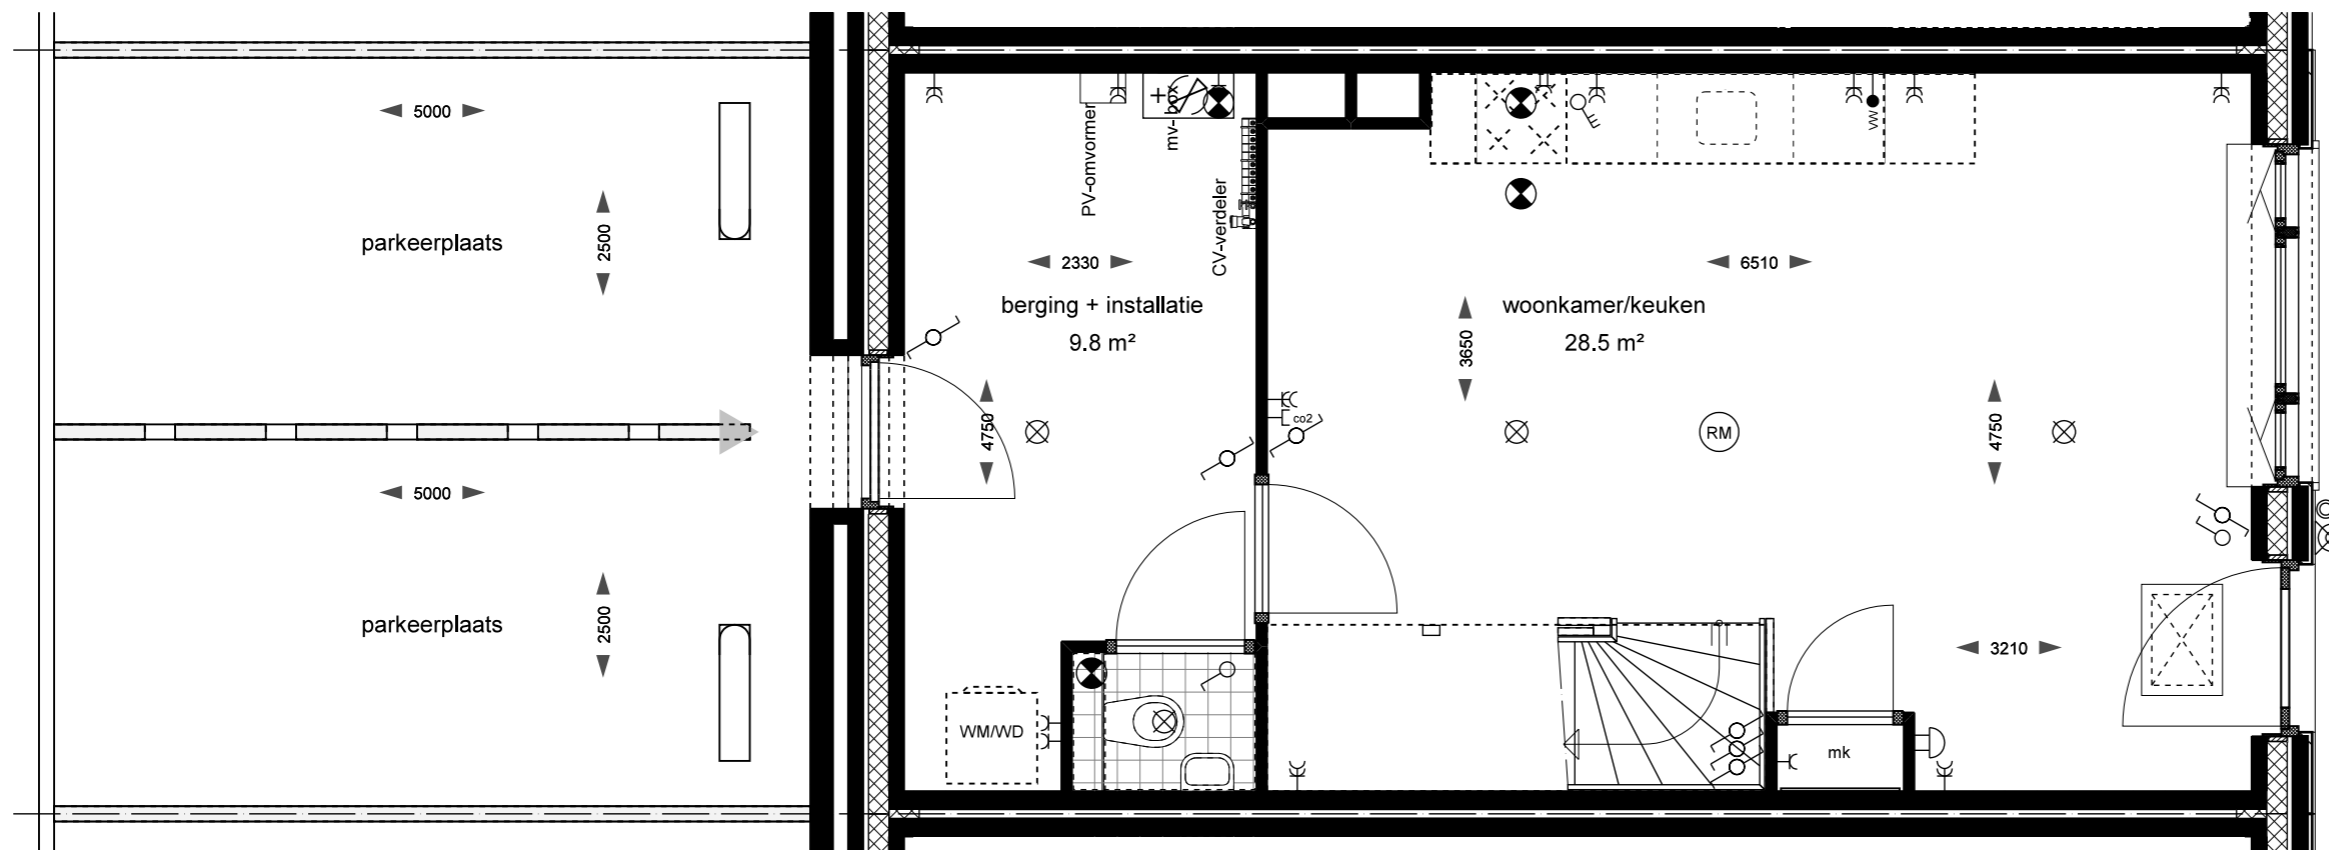 5000
2500
parkeerplaats
5000
2500
parkeerplaats
PV-omvormer
mv-box
CV-verdeler
2330
berging + installatie
9.8 m²
4750
WM/WD
6510
woonkamer/keuken
28.5 m²
3650
co2
RM
4750
3210
mk